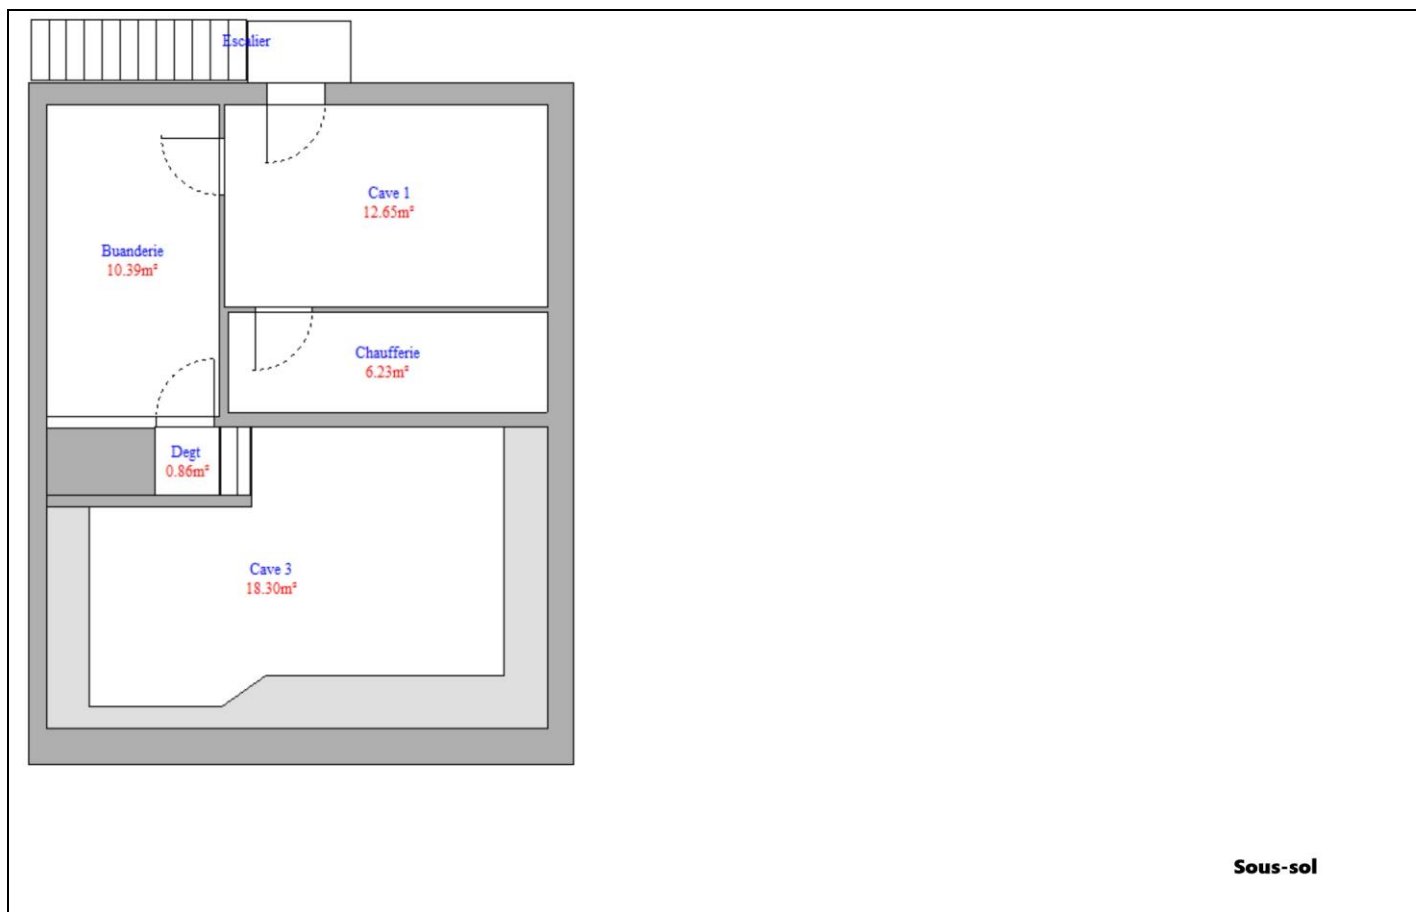 Escalier
Cave 1
12.65m²
Buanderie
10.39m²
Chaufferie
6.23m²
Degt
0.86m²
Cave 3
18.30m²
Sous-sol